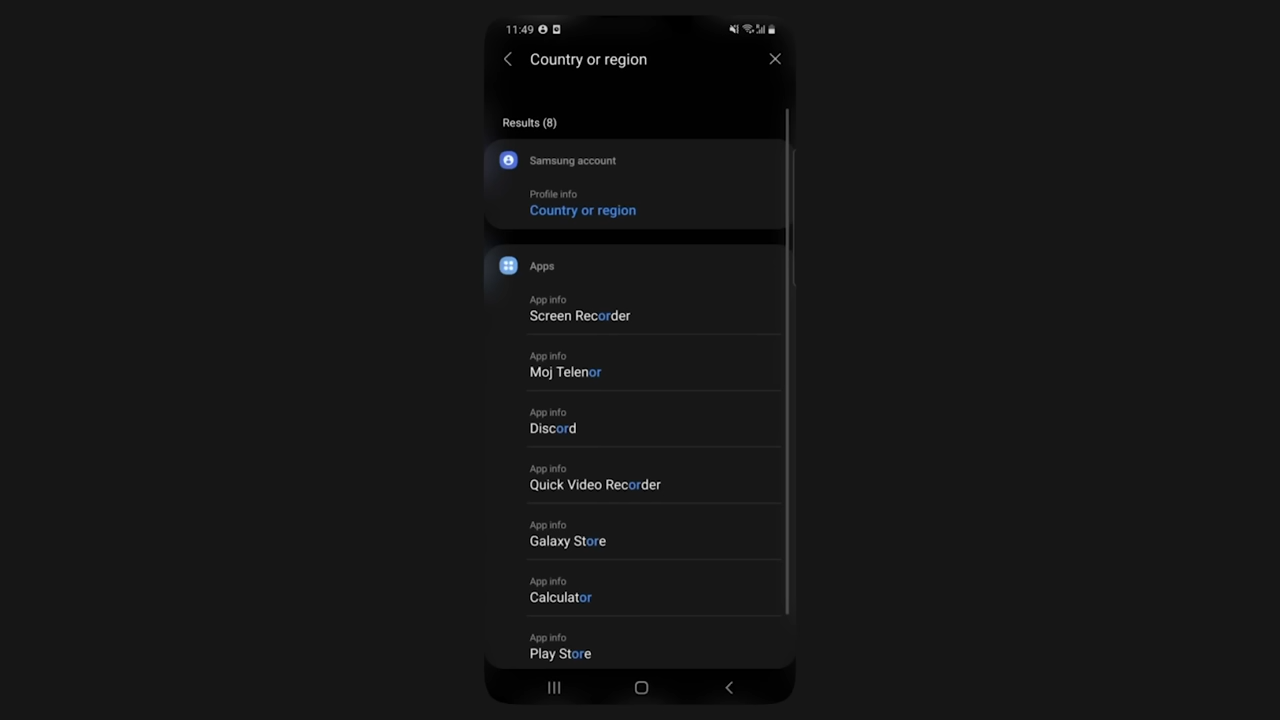 11:49
Country or region
Results (8)
Samsung account
Profile info
Country or region
Apps
App info
Screen Recorder
App info
Moj Telenor
App info
Discord
App info
Quick Video Recorder
App info
Galaxy Store
App info
Calculator
App info
Play Store